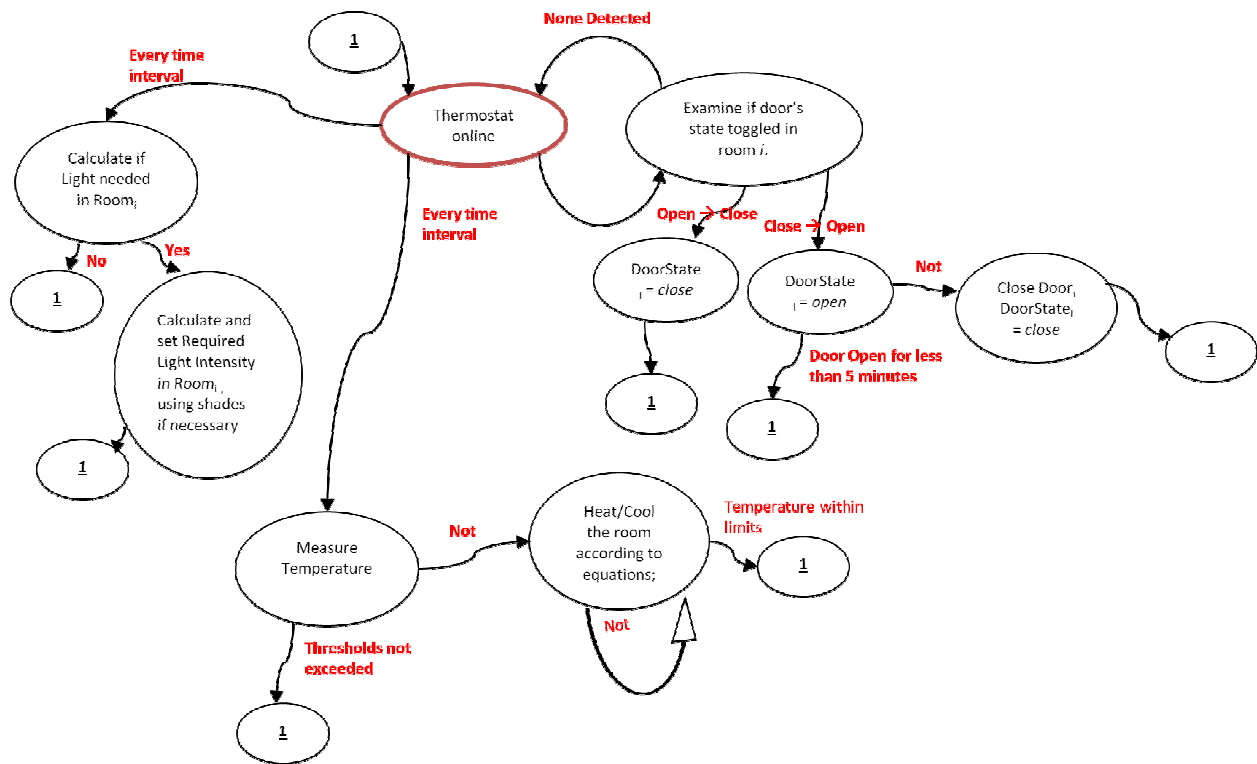 1
None Detected
Every time
interval
Thermostat
online
Examine if door's
state toggled in
room i.
Calculate if
Light needed
in Roomi
Every time
interval
Open → Close
Close → Open
No
Yes
1
DoorState
i = close
DoorState
i = open
Not
Close Doori
DoorStatei
= close
1
Calculate and
set Required
Light Intensity
in Roomi ,
using shades
if necessary
Door Open for less
than 5 minutes
1
1
1
Measure
Temperature
Not
Heat/Cool
the room
according to
equations;
Temperature within
limits
1
Not
Thresholds not
exceeded
1